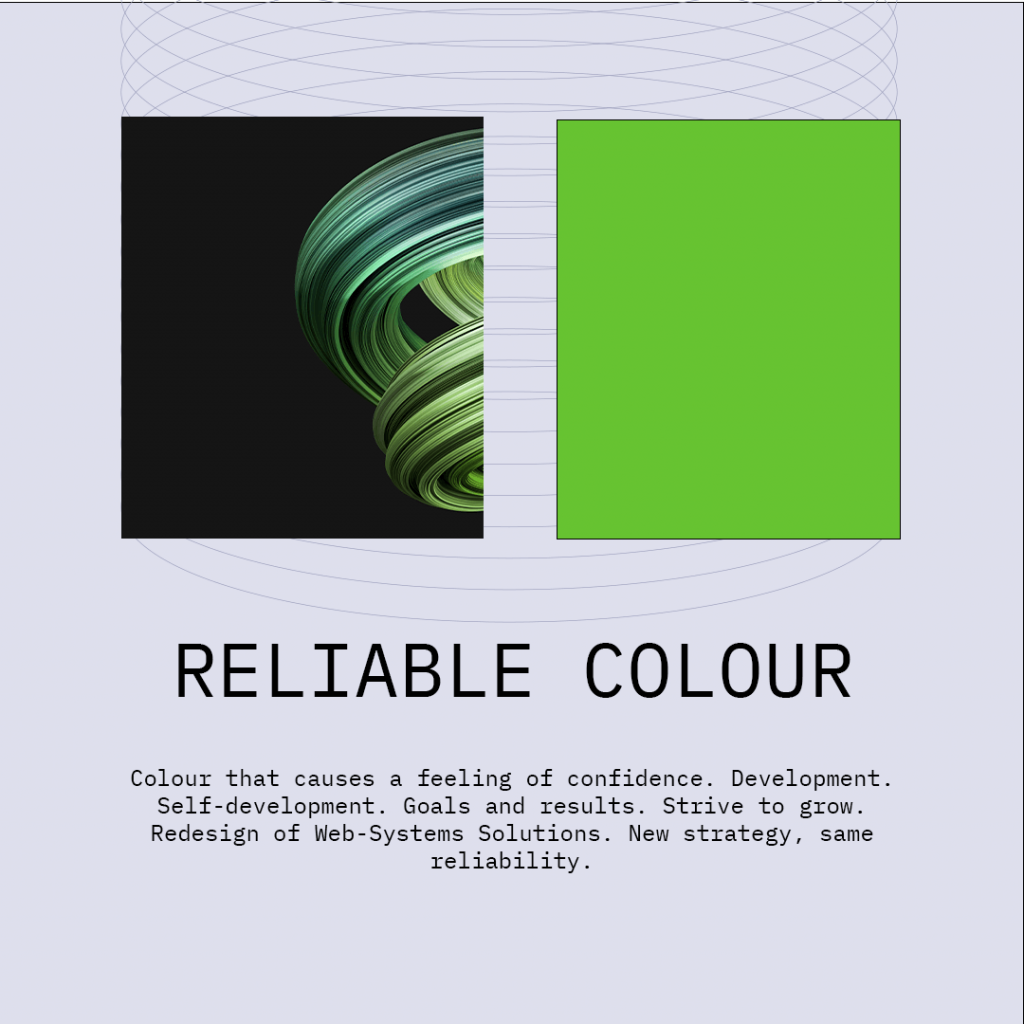 RELIABLE COLOUR
Colour that causes a feeling of confidence. Development.
Self-development. Goals and results. Strive to grow.
Redesign of Web-Systems Solutions. New strategy, same
reliability.